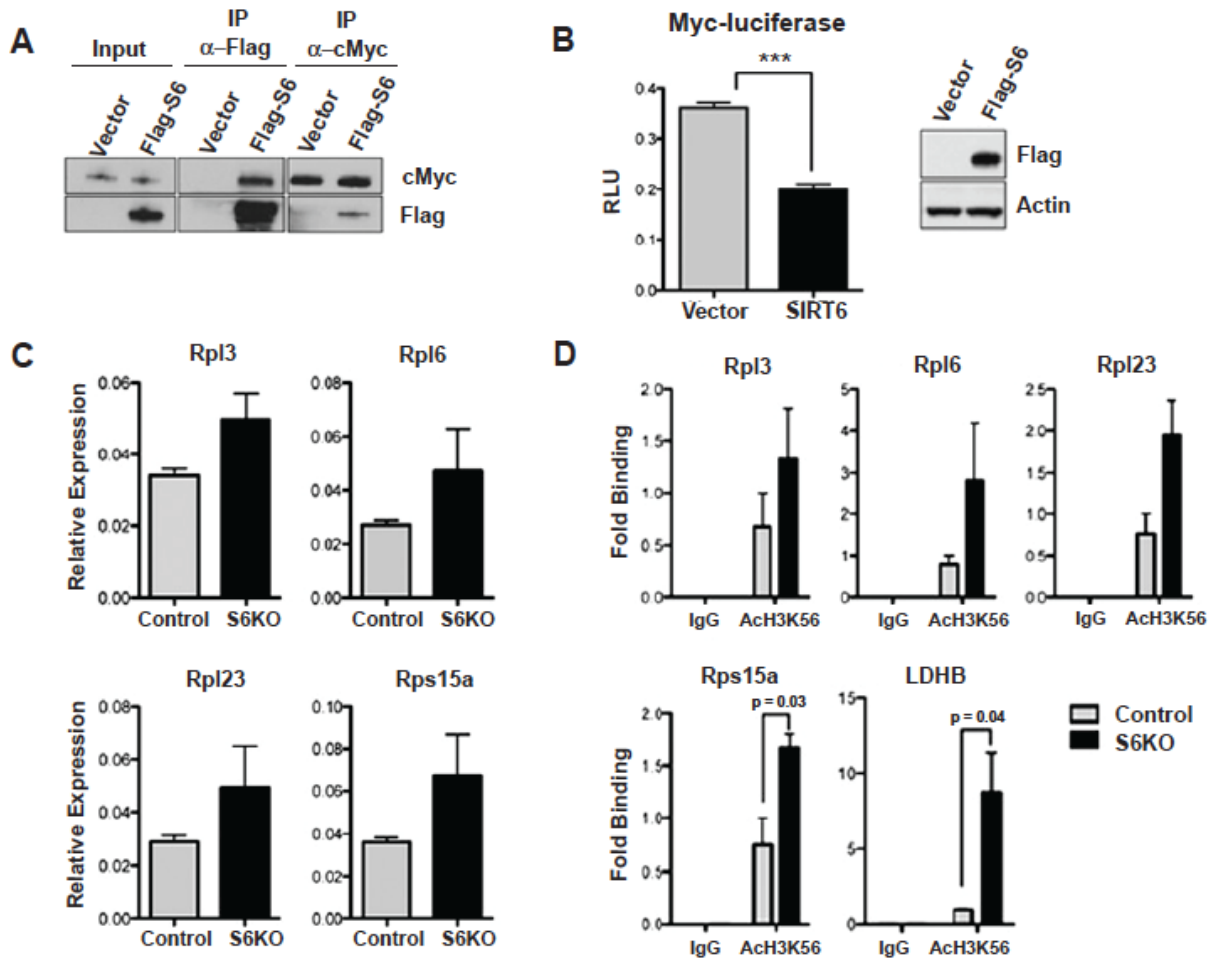 A
Input
IP
α–Flag
IP
α–cMyc
Vector
Flag-S6
Vector
Flag-S6
Vector
Flag-S6
cMyc
Flag
B
Myc-luciferase
***
0.4
0.3
0.2
0.1
0.0
RLU
Vector
SIRT6
Vector
Flag-S6
Flag
Actin
C
Rpl3
Relative Expression
0.06
0.04
0.02
0.00
Control S6KO
Rpl6
0.08
0.06
0.04
0.02
0.00
Control S6KO
Rpl23
Relative Expression
0.08
0.06
0.04
0.02
0.00
Control S6KO
Rps15a
0.10
0.08
0.06
0.04
0.02
0.00
Control S6KO
D
Rpl3
Fold Binding
2.0
1.5
1.0
0.5
0.0
IgG AcH3K56
Rpl6
5
4
3
2
1
0
IgG AcH3K56
Rpl23
2.5
2.0
1.5
1.0
0.5
0.0
IgG AcH3K56
Rps15a
p = 0.03
Fold Binding
2.0
1.5
1.0
0.5
0.0
IgG AcH3K56
LDHB
p = 0.04
15
10
5
0
IgG AcH3K56
Control
S6KO